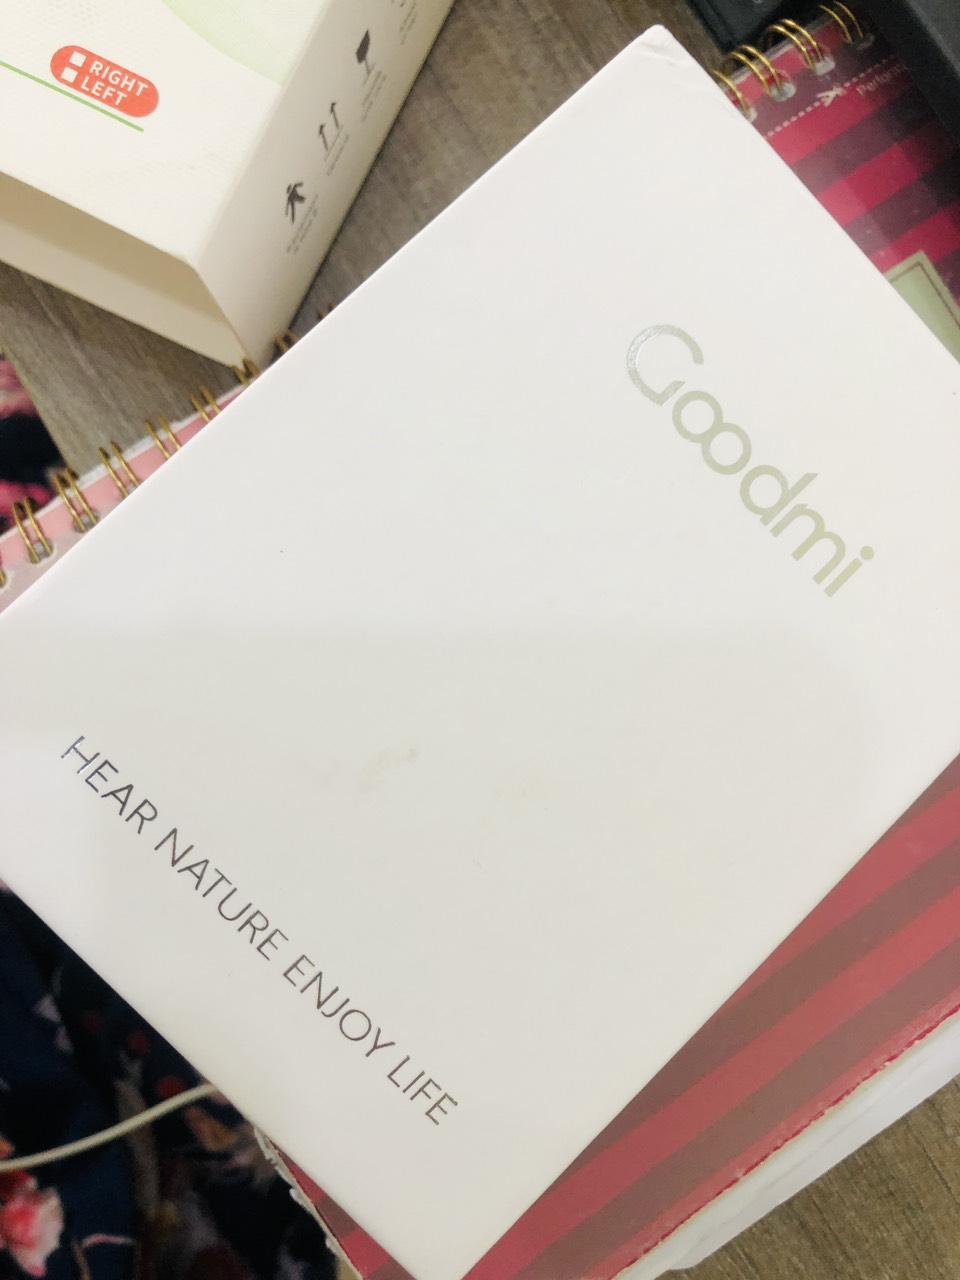 RIGHT
LEFT
Goodmi
HEAR NATURE ENJOY LIFE